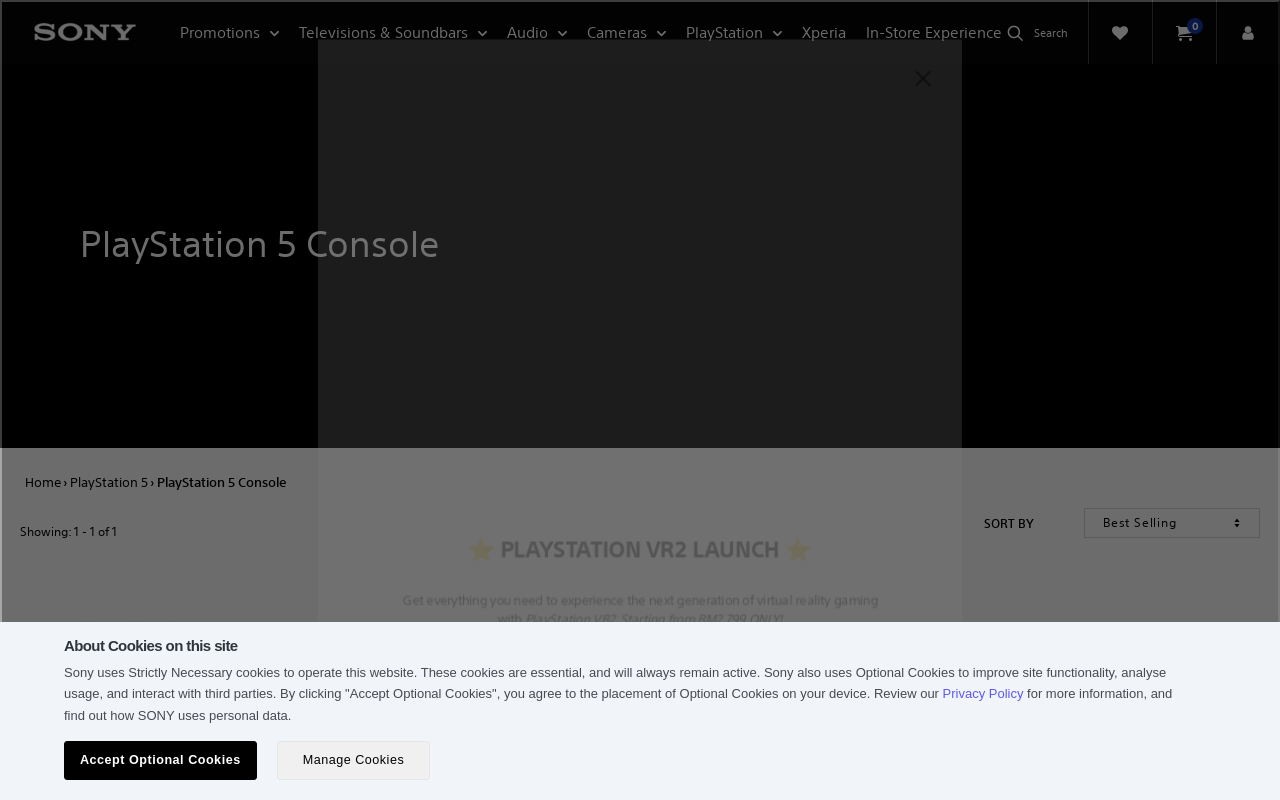 SONY
Promotions
Televisions & Soundbars
Audio
Cameras
PlayStation
Xperia
In-Store Experience
Search
0
PlayStation 5 Console
Home › PlayStation 5 › PlayStation 5 Console
Showing: 1 - 1 of 1
SORT BY
Best Selling
⭐ PLAYSTATION VR2 LAUNCH ⭐
Get everything you need to experience the next generation of virtual reality gaming
with PlayStation VR2: Starting from RM2,799 ONLY!
About Cookies on this site
Sony uses Strictly Necessary cookies to operate this website. These cookies are essential, and will always remain active. Sony also uses Optional Cookies to improve site functionality, analyse
usage, and interact with third parties. By clicking "Accept Optional Cookies", you agree to the placement of Optional Cookies on your device. Review our Privacy Policy for more information, and
find out how SONY uses personal data.
Accept Optional Cookies
Manage Cookies